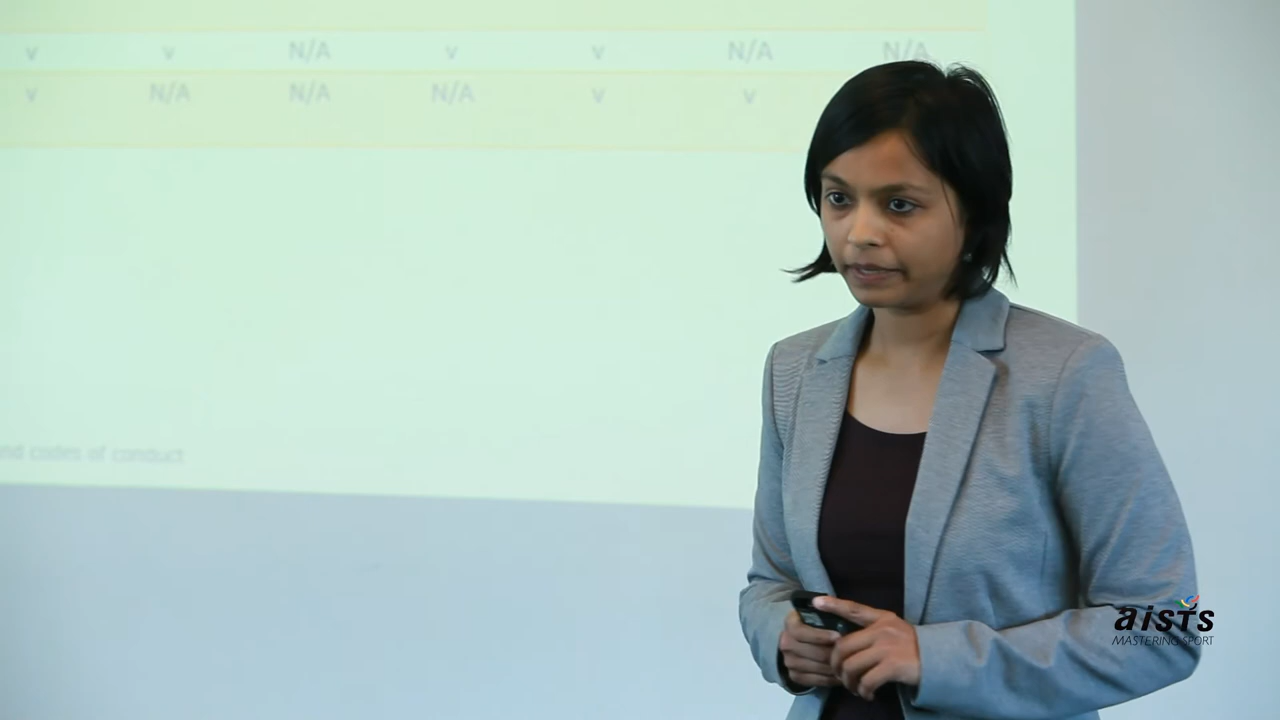 v v N/A v v N/A N/A
v N/A N/A N/A v v
nd codes of conduct
aists
MASTERING SPORT